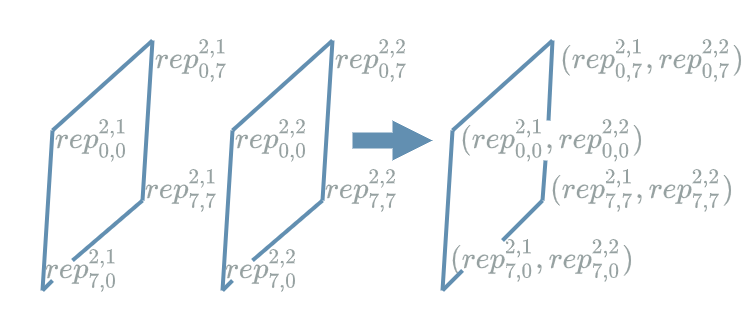 $rep_{0,7}^{2,1}$ $rep_{0,7}^{2,2}$ $(rep_{0,7}^{2,1}, rep_{0,7}^{2,2})$
$rep_{0,0}^{2,1}$ $rep_{0,0}^{2,2}$ $(rep_{0,0}^{2,1}, rep_{0,0}^{2,2})$
$rep_{7,7}^{2,1}$ $rep_{7,7}^{2,2}$ $(rep_{7,7}^{2,1}, rep_{7,7}^{2,2})$
$rep_{7,0}^{2,1}$ $rep_{7,0}^{2,2}$ $(rep_{7,0}^{2,1}, rep_{7,0}^{2,2})$